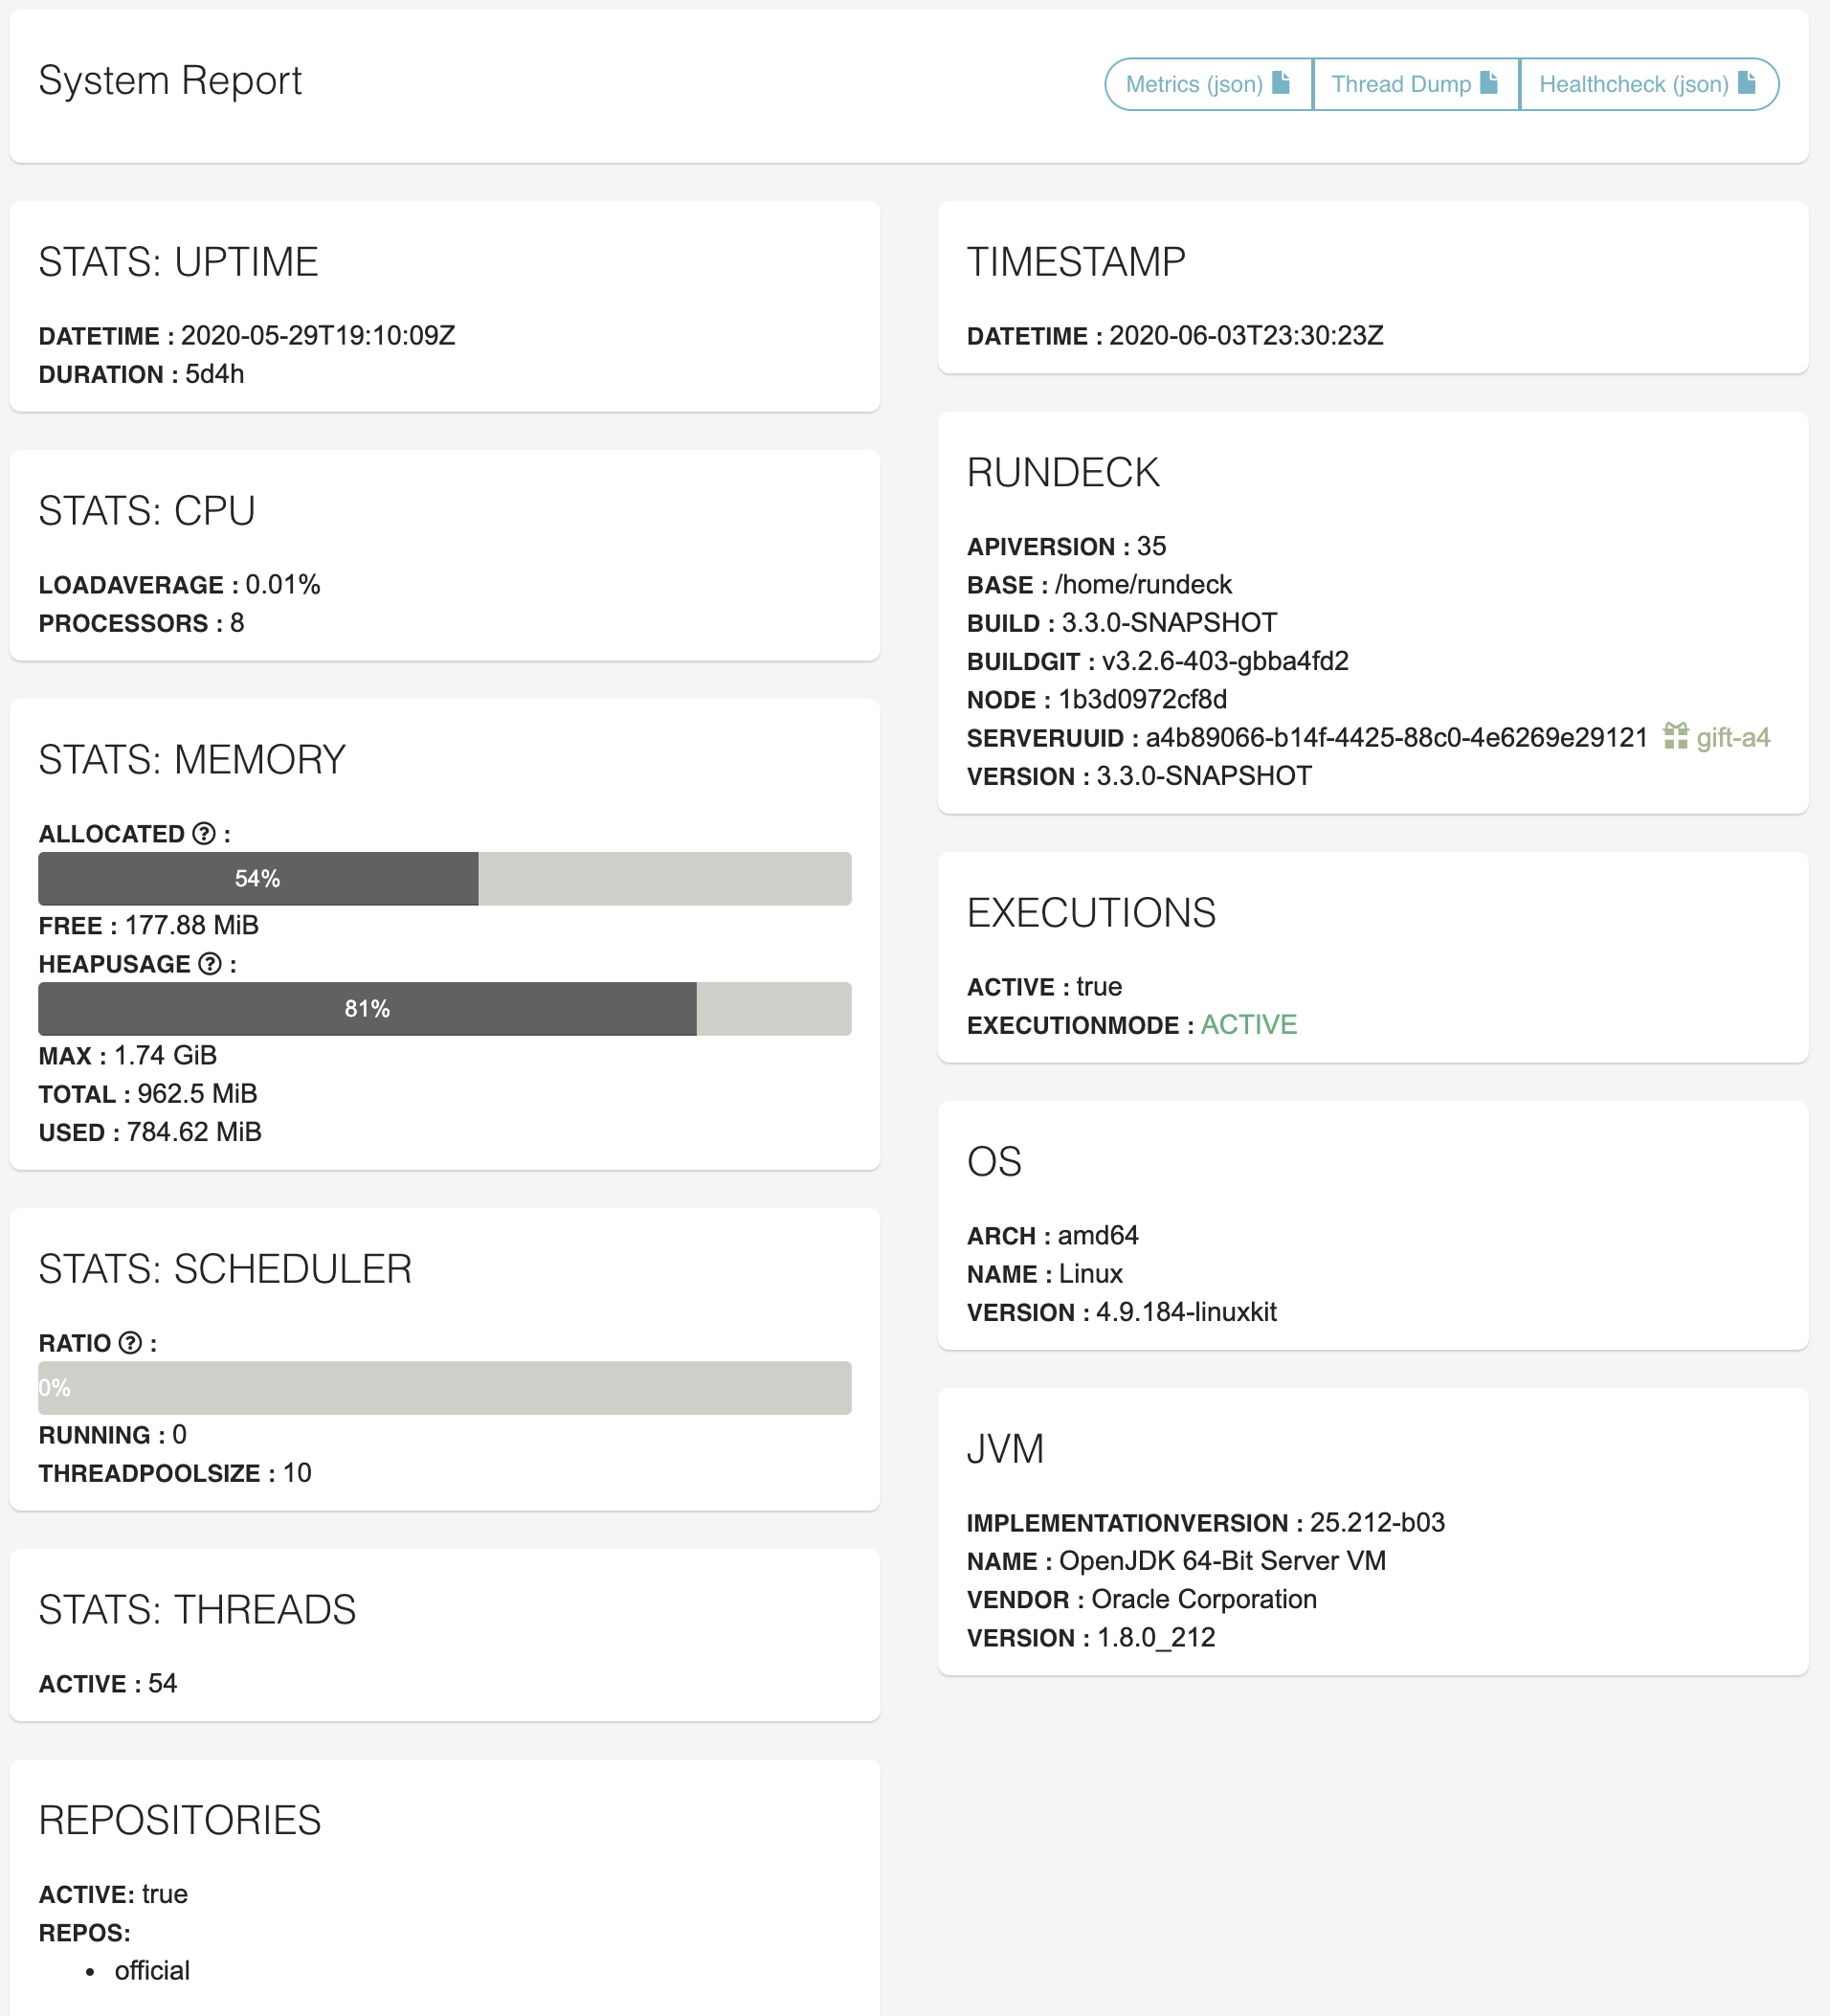 System Report
Metrics (json)
Thread Dump
Healthcheck (json)
STATS: UPTIME
DATETIME : 2020-05-29T19:10:09Z
DURATION : 5d4h
STATS: CPU
LOADAVERAGE : 0.01%
PROCESSORS : 8
STATS: MEMORY
ALLOCATED ? :
54%
FREE : 177.88 MiB
HEAPUSAGE ? :
81%
MAX : 1.74 GiB
TOTAL : 962.5 MiB
USED : 784.62 MiB
STATS: SCHEDULER
RATIO ? :
0%
RUNNING : 0
THREADPOOLSIZE : 10
STATS: THREADS
ACTIVE : 54
REPOSITORIES
ACTIVE: true
REPOS:
• official
TIMESTAMP
DATETIME : 2020-06-03T23:30:23Z
RUNDECK
APIVERSION : 35
BASE : /home/rundeck
BUILD : 3.3.0-SNAPSHOT
BUILDGIT : v3.2.6-403-gbba4fd2
NODE : 1b3d0972cf8d
SERVERUUID : a4b89066-b14f-4425-88c0-4e6269e29121 gift-a4
VERSION : 3.3.0-SNAPSHOT
EXECUTIONS
ACTIVE : true
EXECUTIONMODE : ACTIVE
OS
ARCH : amd64
NAME : Linux
VERSION : 4.9.184-linuxkit
JVM
IMPLEMENTATIONVERSION : 25.212-b03
NAME : OpenJDK 64-Bit Server VM
VENDOR : Oracle Corporation
VERSION : 1.8.0_212